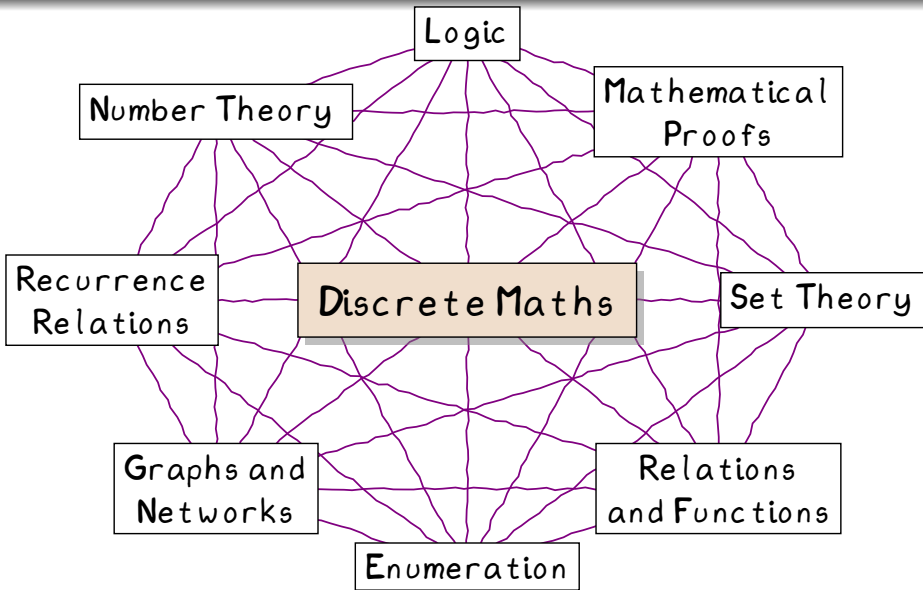 Logic
Number Theory
Mathematical
Proofs
Recurrence
Relations
Discrete Maths
Set Theory
Graphs and
Networks
Relations
and Functions
Enumeration